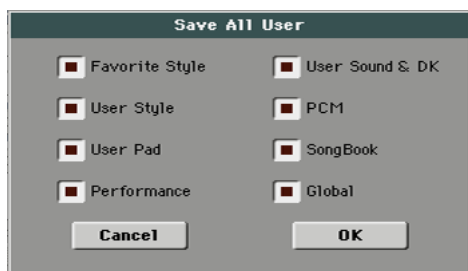 Save All User
Favorite Style
User Sound & DK
User Style
PCM
User Pad
SongBook
Performance
Global
Cancel
OK